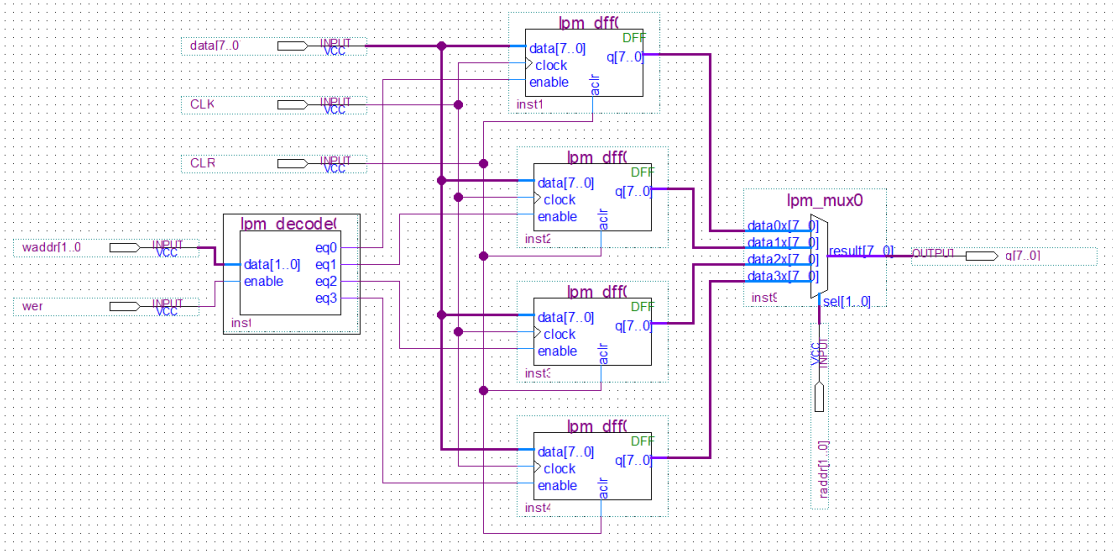 data[7..0
INPUT
VCC
CLK
INPUT
VCC
CLR
INPUT
VCC
waddr[1..0
INPUT
VCC
wer
INPUT
VCC
lpm_decode(
data[1..0]
enable
eq0
eq1
eq2
eq3
inst
lpm_dff(
DFF
data[7..0]
clock
enable
q[7..0]
aclr
inst1
lpm_dff(
DFF
data[7..0]
clock
enable
q[7..0]
aclr
inst2
lpm_dff(
DFF
data[7..0]
clock
enable
q[7..0]
aclr
inst3
lpm_dff(
DFF
data[7..0]
clock
enable
q[7..0]
aclr
inst4
lpm_mux0
data0x[7..0]
data1x[7..0]
data2x[7..0]
data3x[7..0]
result[7..0]
sel[1..0]
OUTPUT
q[7..0]
VCC
INPUT
raddr[1..0]